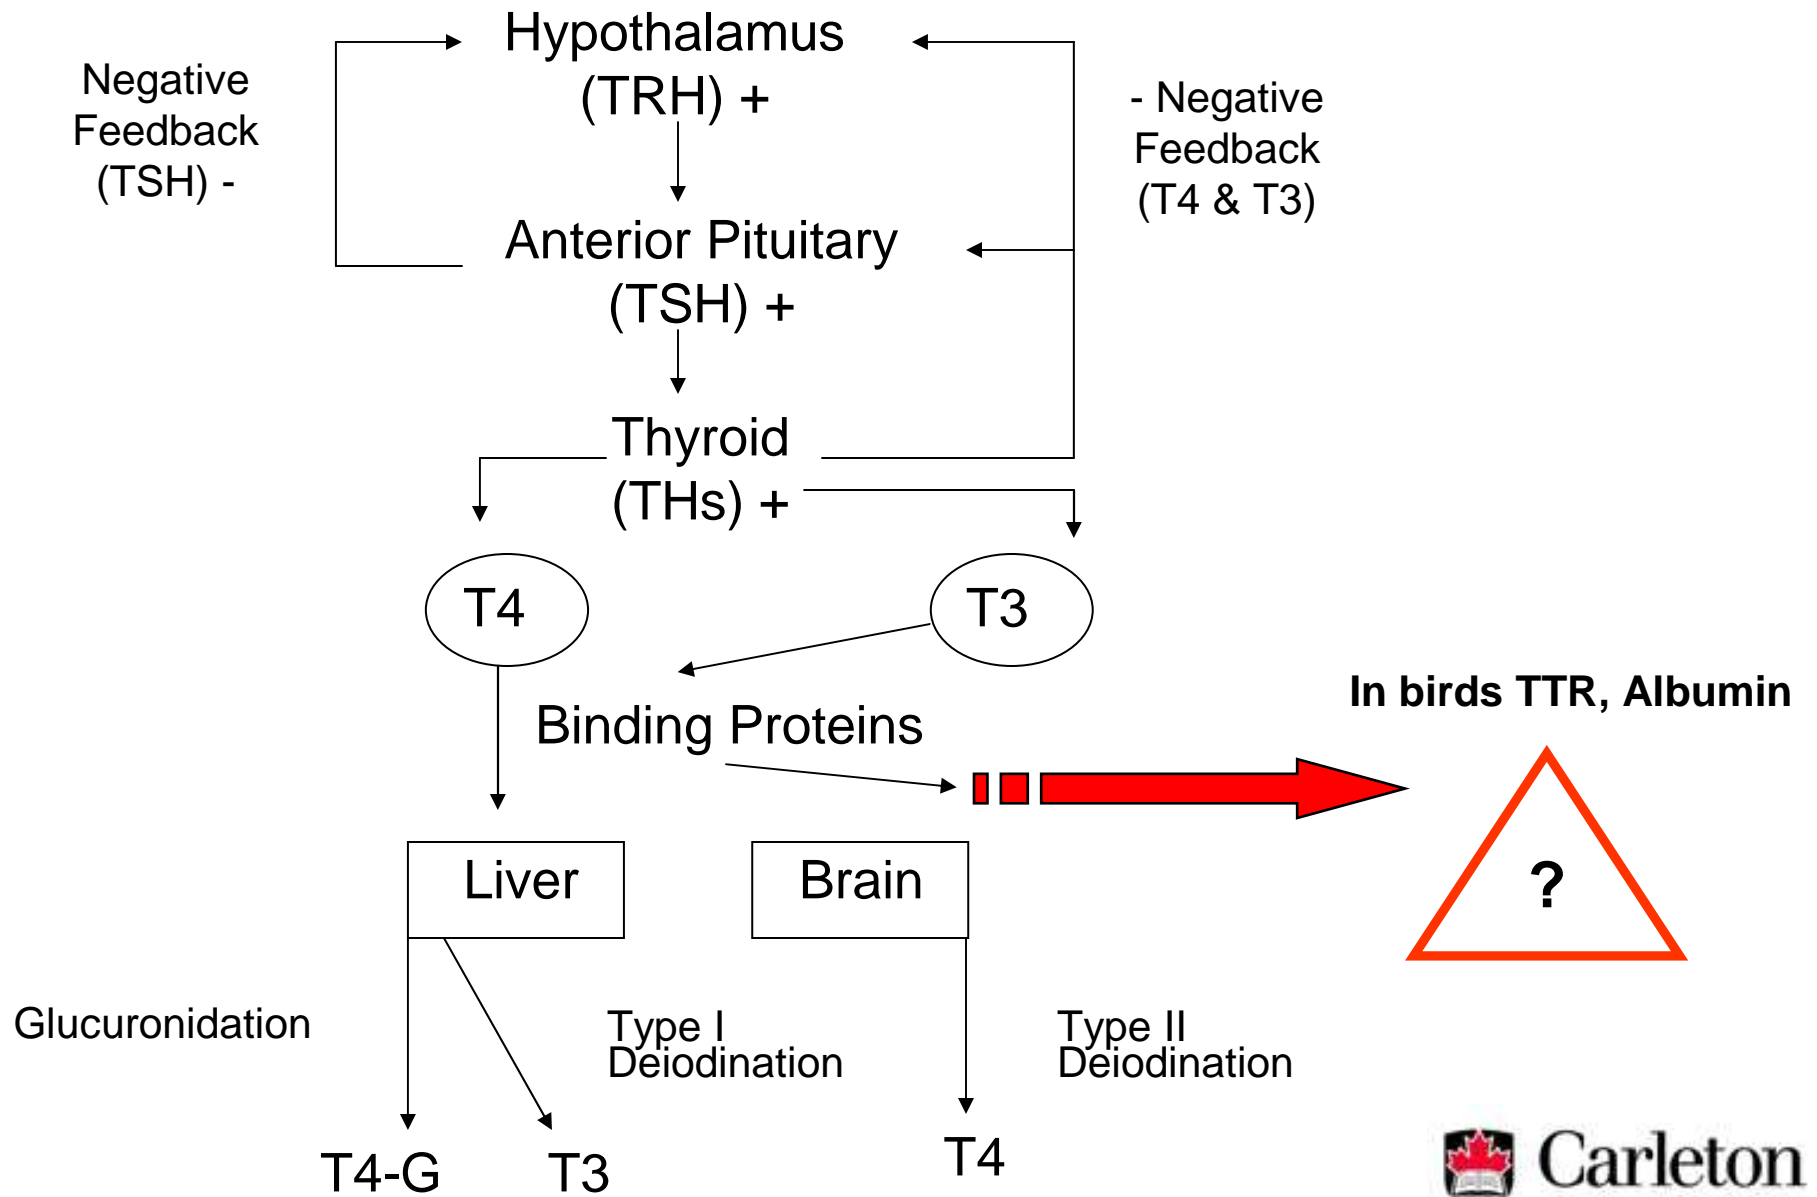 Hypothalamus
(TRH) +
Negative
Feedback
(TSH) -
- Negative
Feedback
(T4 & T3)
Anterior Pituitary
(TSH) +
Thyroid
(THs) +
T4
T3
In birds TTR, Albumin
Binding Proteins
?
Liver
Brain
Glucuronidation
Type I
Deiodination
Type II
Deiodination
T4-G
T3
T4
Carleton